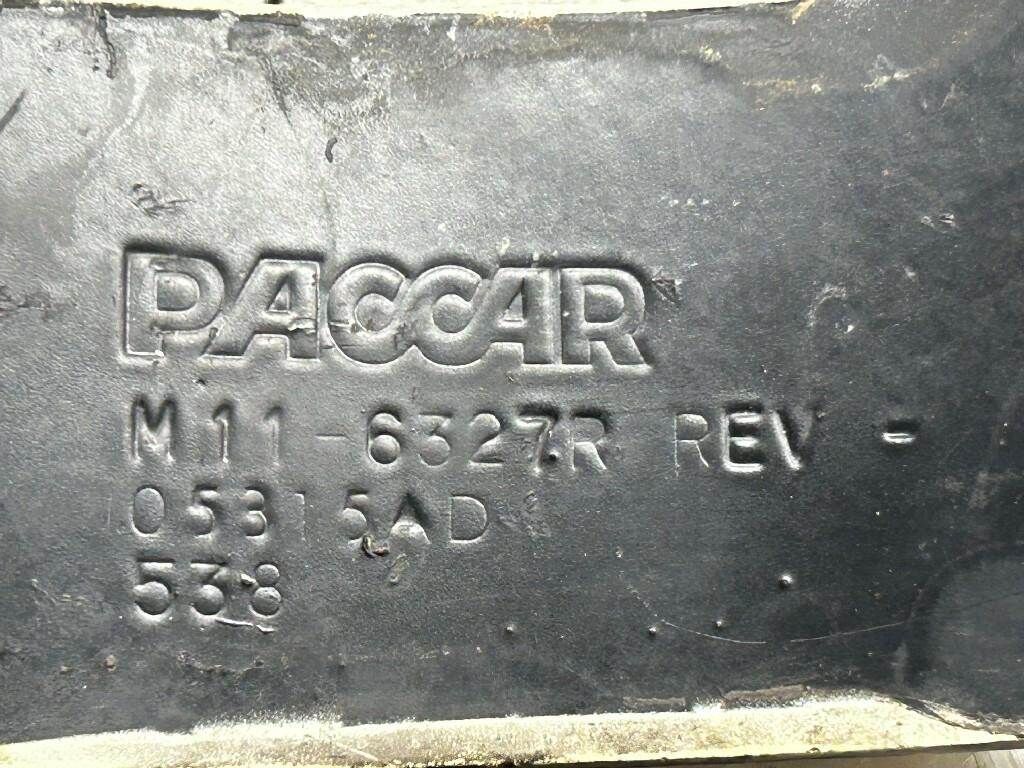 PACCAR
M11-6327R REV -
05315AD
538